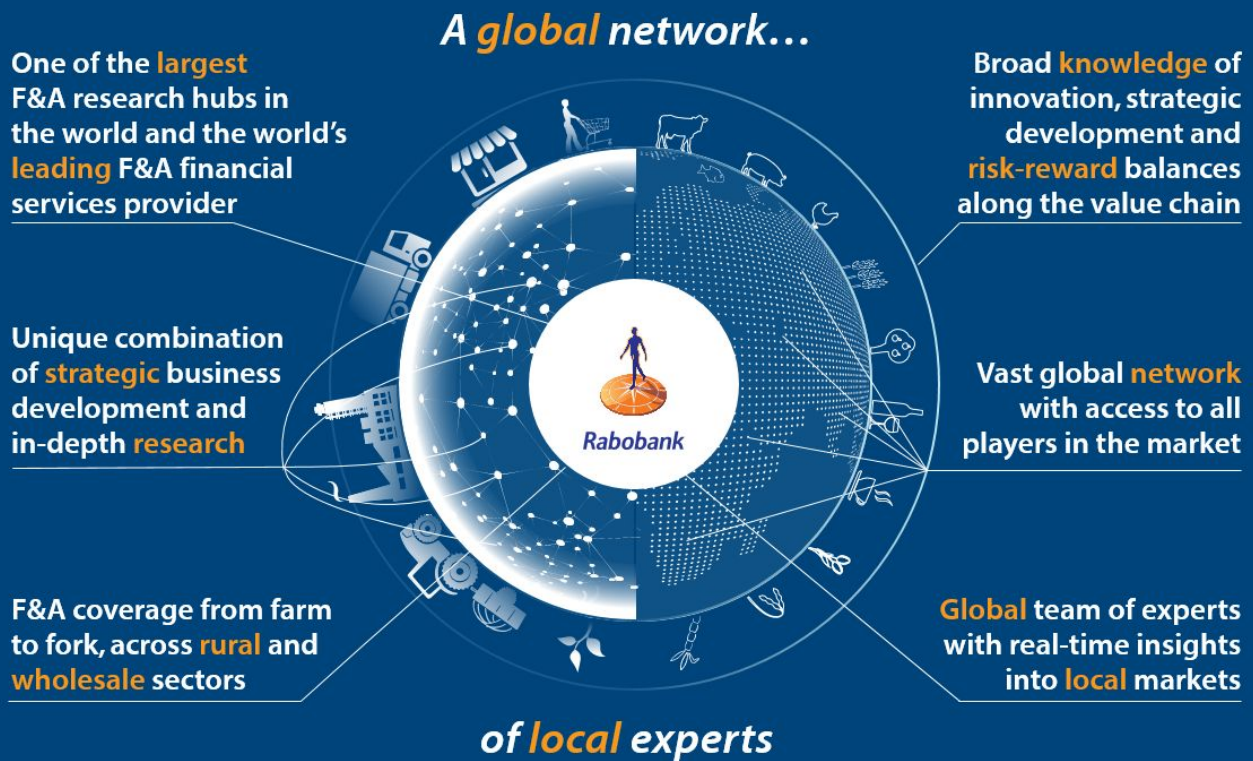 A global network…
One of the largest
F&A research hubs in
the world and the world's
leading F&A financial
services provider
Broad knowledge of
innovation, strategic
development and
risk-reward balances
along the value chain
Unique combination
of strategic business
development and
in-depth research
Rabobank
Vast global network
with access to all
players in the market
F&A coverage from farm
to fork, across rural and
wholesale sectors
Global team of experts
with real-time insights
into local markets
of local experts